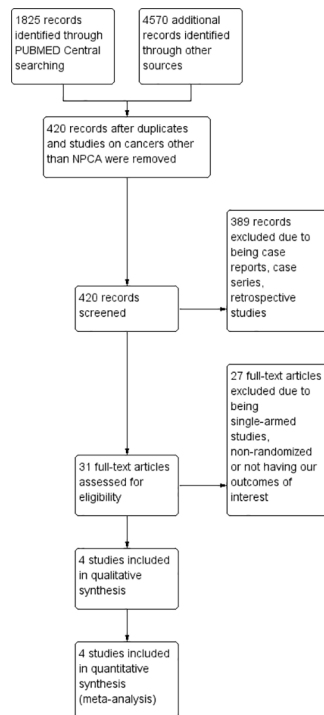 1825 records
identified through
PUBMED Central
searching
4570 additional
records identified
through other
sources
420 records after duplicates
and studies on cancers other
than NPCA were removed
389 records
excluded due to
being case
reports, case
series,
retrospective
studies
420 records
screened
27 full-text articles
excluded due to
being
single-armed
studies,
non-randomized
or not having our
outcomes of
interest
31 full-text articles
assessed for
eligibility
4 studies included
in qualitative
synthesis
4 studies included
in quantitative
synthesis
(meta-analysis)